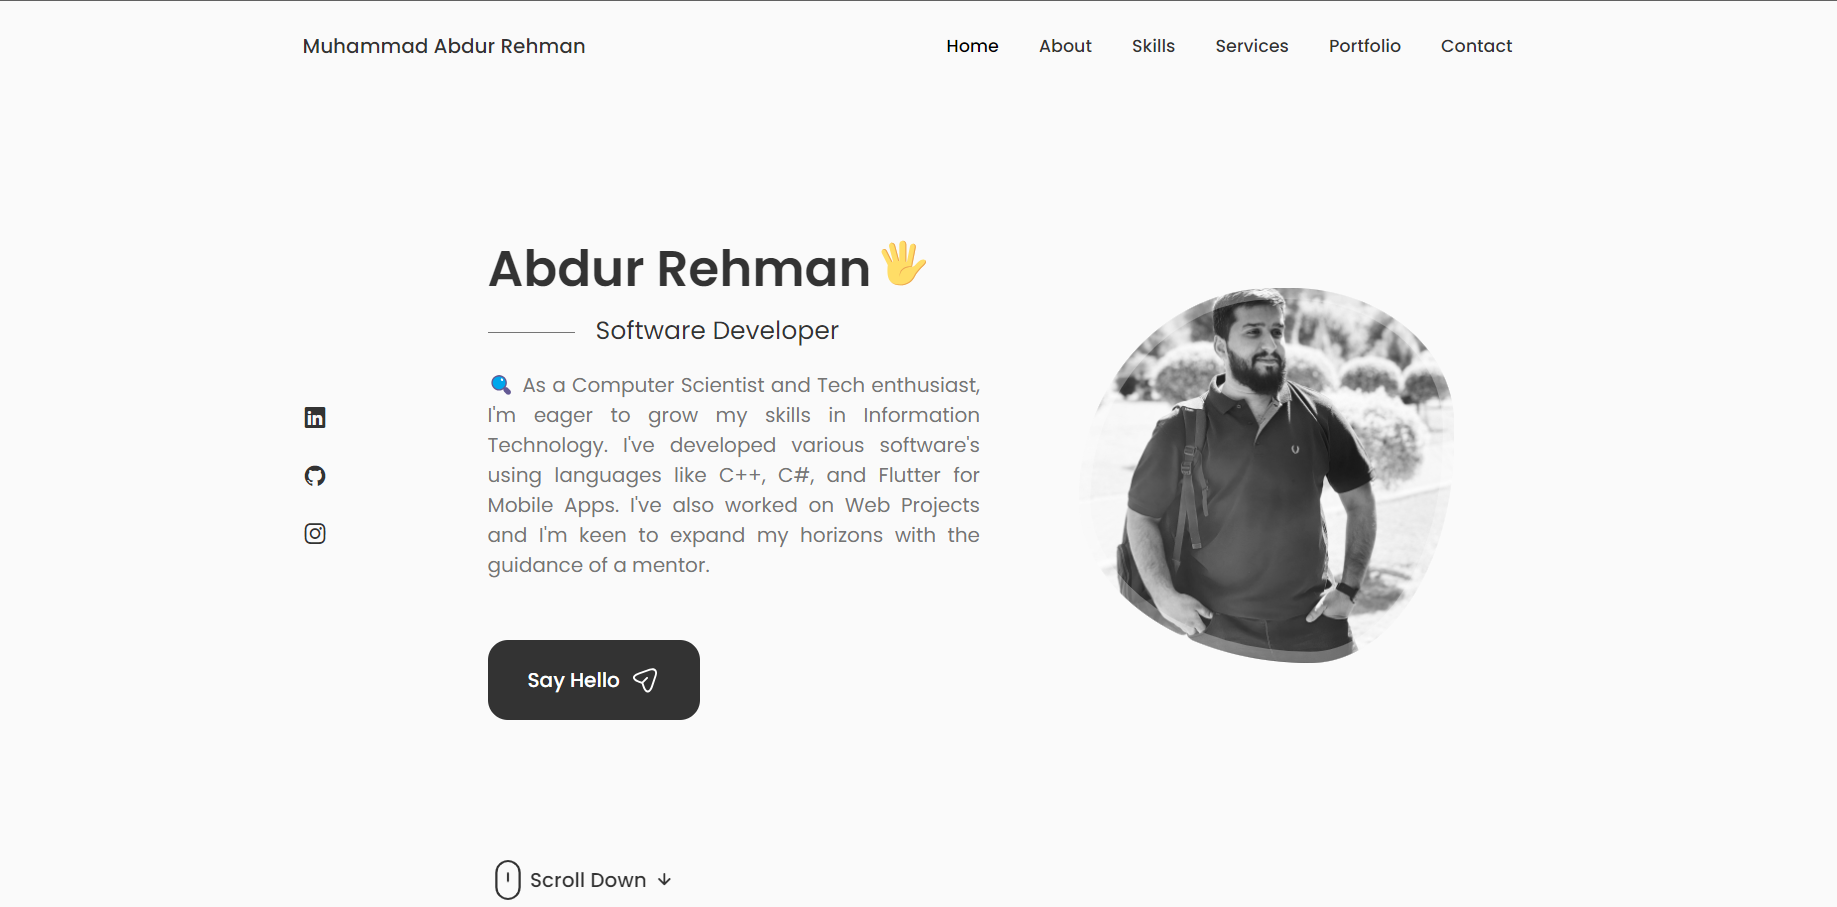 Muhammad Abdur Rehman
Home About Skills Services Portfolio Contact
Abdur Rehman🖐
Software Developer
🔍 As a Computer Scientist and Tech enthusiast,
I'm eager to grow my skills in Information
Technology. I've developed various software's
using languages like C++, C#, and Flutter for
Mobile Apps. I've also worked on Web Projects
and I'm keen to expand my horizons with the
guidance of a mentor.
Say Hello
Scroll Down ↓